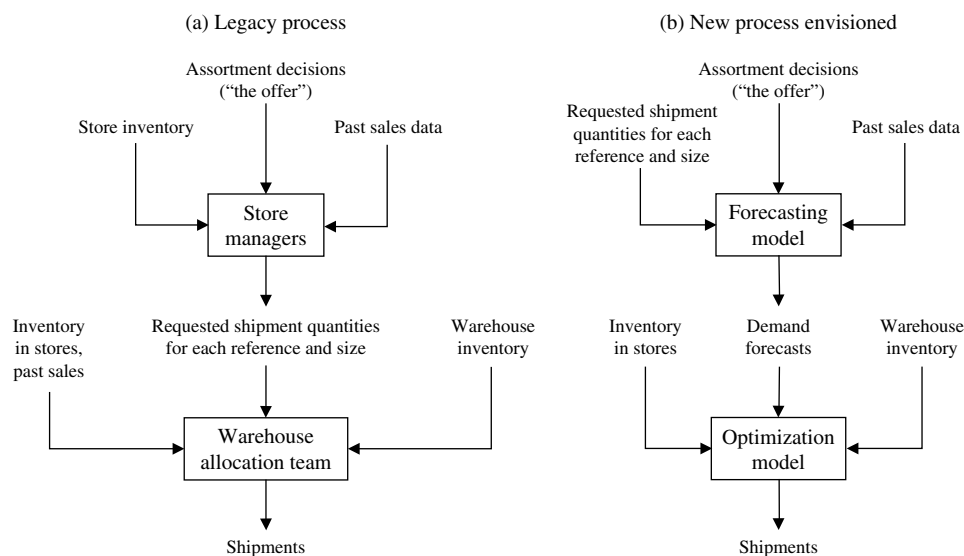 (a) Legacy process
Assortment decisions
(“the offer”)
Store inventory
Past sales data
Store
managers
Inventory
in stores,
past sales
Requested shipment quantities
for each reference and size
Warehouse
inventory
Warehouse
allocation team
Shipments
(b) New process envisioned
Assortment decisions
(“the offer”)
Requested shipment
quantities for each
reference and size
Past sales data
Forecasting
model
Inventory
in stores
Demand
forecasts
Warehouse
inventory
Optimization
model
Shipments